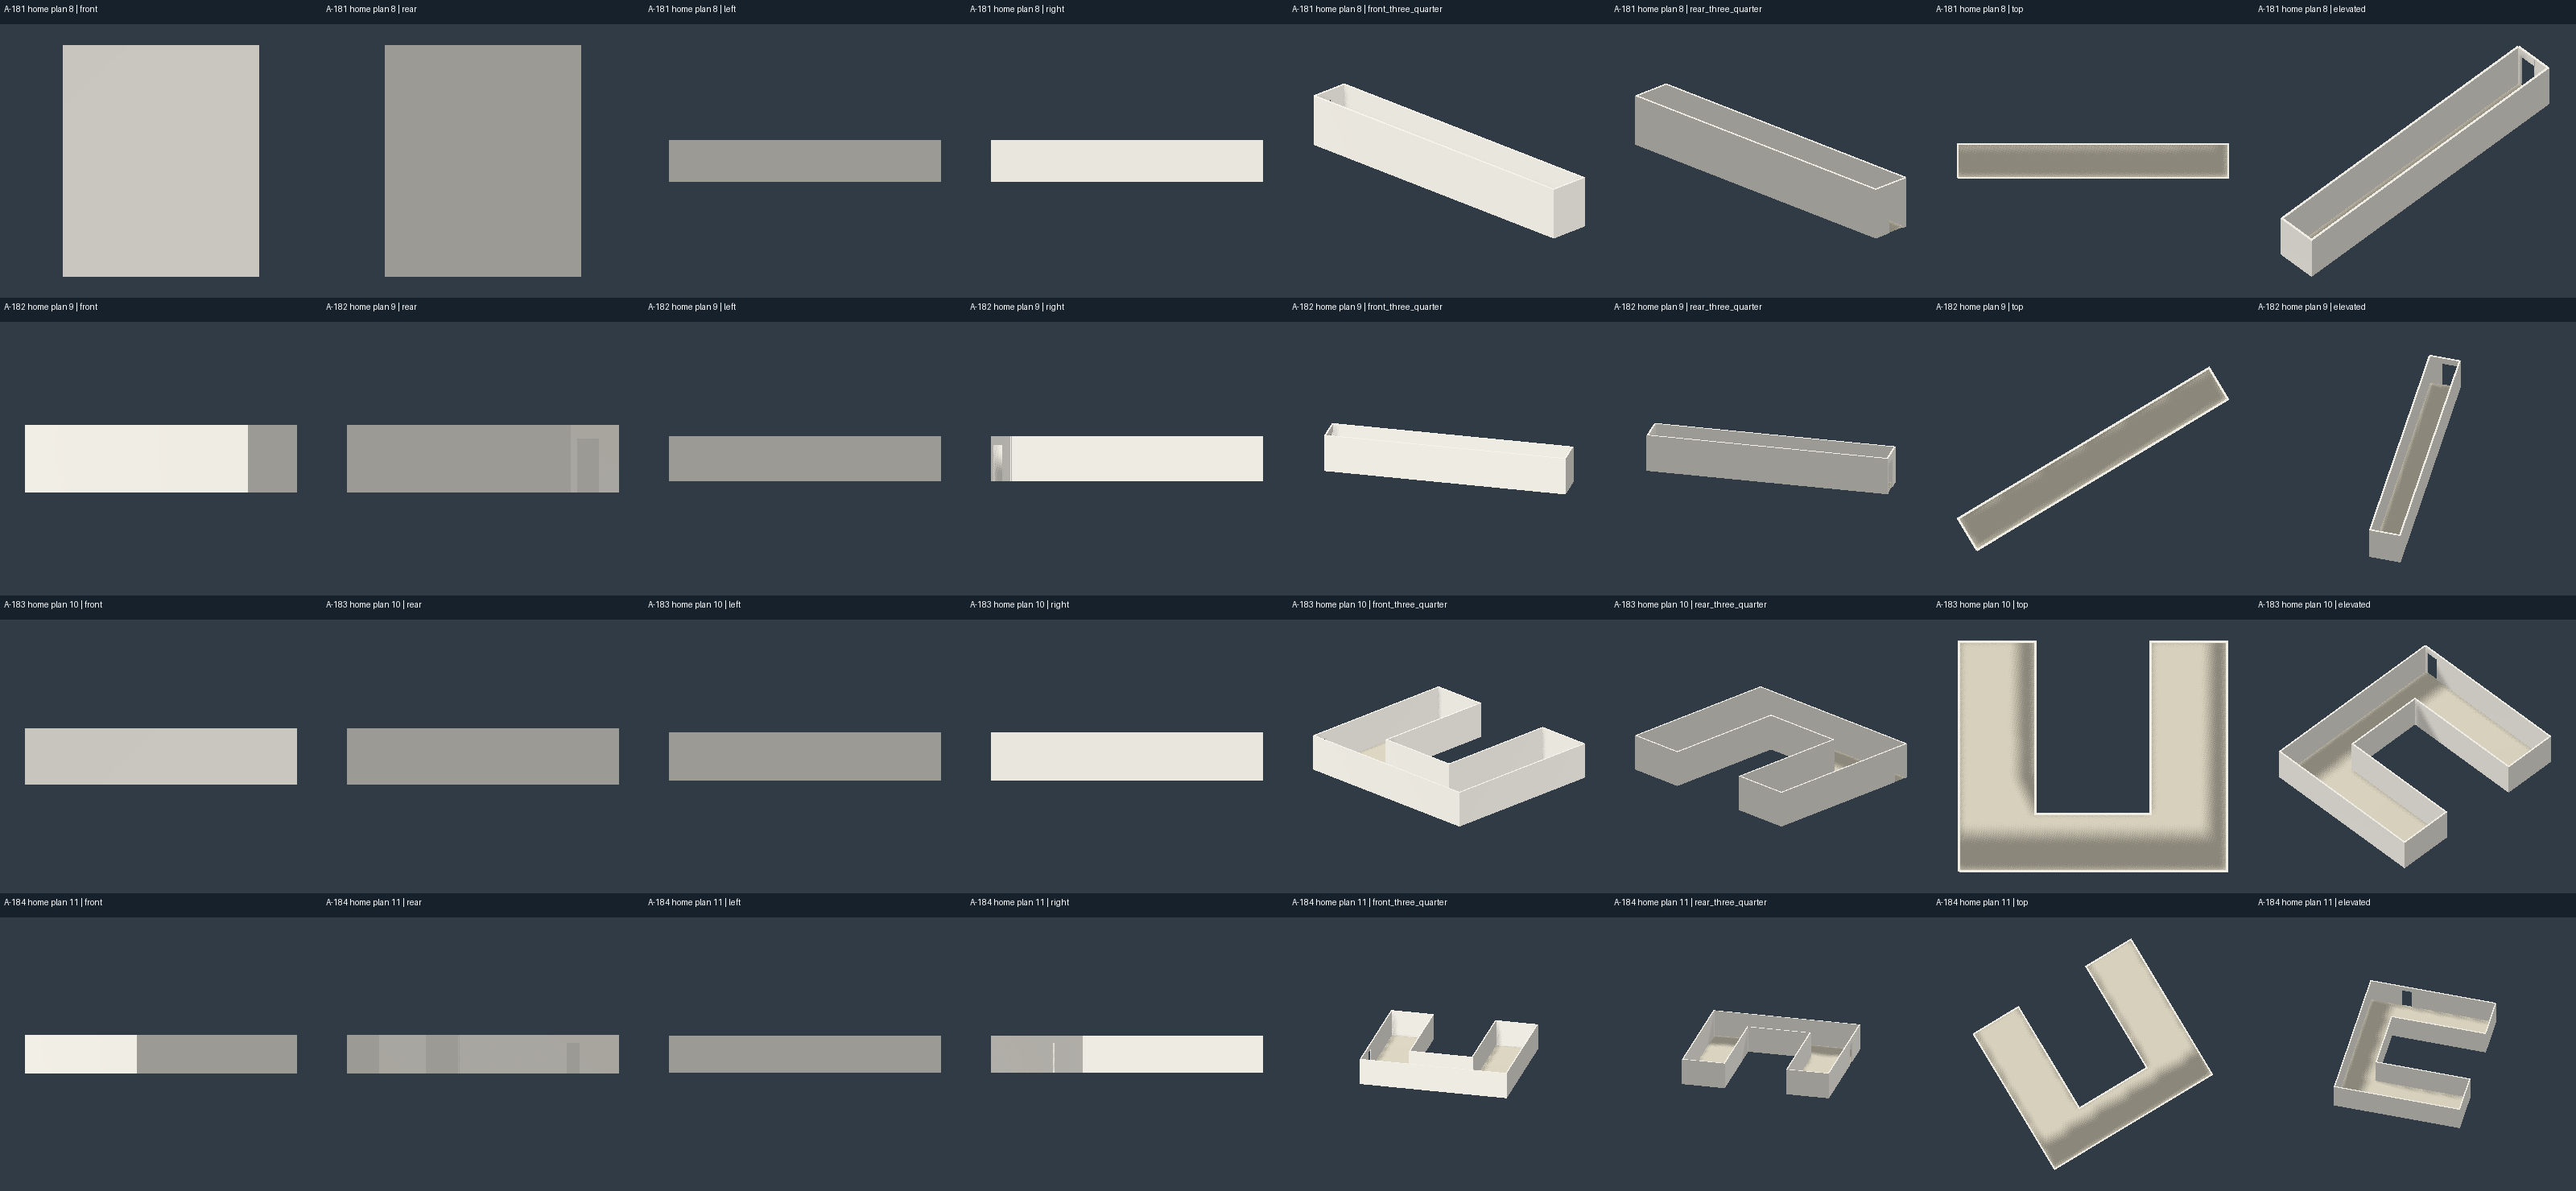 A-181 home plan 8 | front
A-181 home plan 8 | rear
A-181 home plan 8 | left
A-181 home plan 8 | right
A-181 home plan 8 | front_three_quarter
A-181 home plan 8 | rear_three_quarter
A-181 home plan 8 | top
A-181 home plan 8 | elevated
A-182 home plan 9 | front
A-182 home plan 9 | rear
A-182 home plan 9 | left
A-182 home plan 9 | right
A-182 home plan 9 | front_three_quarter
A-182 home plan 9 | rear_three_quarter
A-182 home plan 9 | top
A-182 home plan 9 | elevated
A-183 home plan 10 | front
A-183 home plan 10 | rear
A-183 home plan 10 | left
A-183 home plan 10 | right
A-183 home plan 10 | front_three_quarter
A-183 home plan 10 | rear_three_quarter
A-183 home plan 10 | top
A-183 home plan 10 | elevated
A-184 home plan 11 | front
A-184 home plan 11 | rear
A-184 home plan 11 | left
A-184 home plan 11 | right
A-184 home plan 11 | front_three_quarter
A-184 home plan 11 | rear_three_quarter
A-184 home plan 11 | top
A-184 home plan 11 | elevated